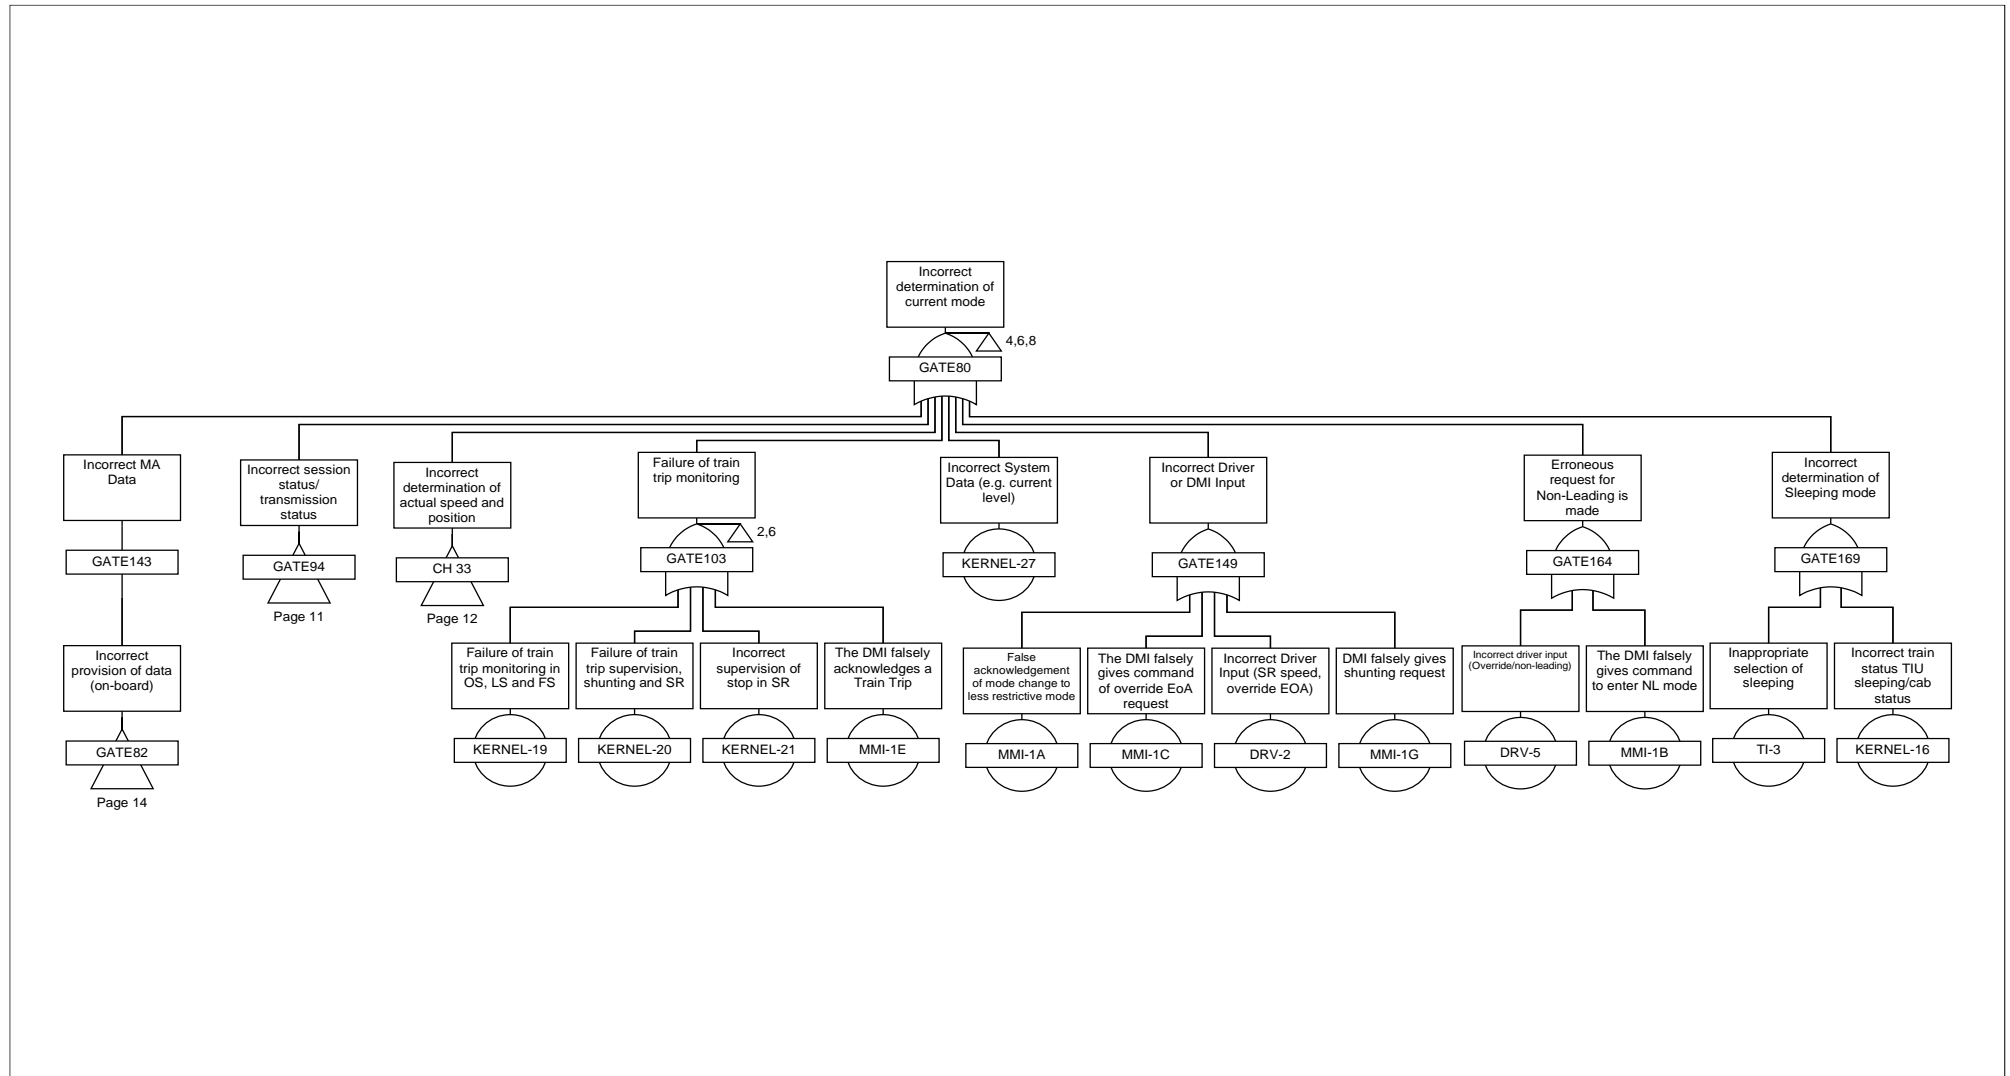 Incorrect
determination of
current mode
4,6,8
GATE80
Incorrect MA
Data
GATE143
Incorrect
provision of data
(on-board)
GATE82
Page 14
Incorrect session
status/
transmission
status
GATE94
Page 11
Incorrect
determination of
actual speed and
position
CH 33
Page 12
Failure of train
trip monitoring
2,6
GATE103
Failure of train
trip monitoring in
OS, LS and FS
KERNEL-19
Failure of train
trip supervision,
shunting and SR
KERNEL-20
Incorrect
supervision of
stop in SR
KERNEL-21
The DMI falsely
acknowledges a
Train Trip
MMI-1E
Incorrect System
Data (e.g. current
level)
KERNEL-27
Incorrect Driver
or DMI Input
GATE149
False
acknowledgement
of mode change to
less restrictive mode
MMI-1A
The DMI falsely
gives command
of override EoA
request
MMI-1C
Incorrect Driver
Input (SR speed,
override EOA)
DRV-2
DMI falsely gives
shunting request
MMI-1G
Erroneous
request for
Non-Leading is
made
GATE164
Incorrect driver input
(Override/non-leading)
DRV-5
The DMI falsely
gives command
to enter NL mode
MMI-1B
Incorrect
determination of
Sleeping mode
GATE169
Inappropriate
selection of
sleeping
TI-3
Incorrect train
status TIU
sleeping/cab
status
KERNEL-16